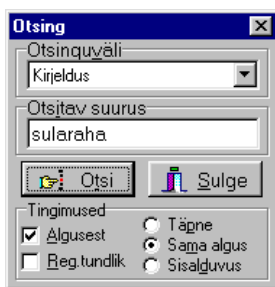 Otsing
Otsinguväli
Kirjeldus
Otsitav suurus
sularaha
Otsi
Sulge
Tingimused
Algusest
Täpne
Sama algus
Reg.tundlik
Sisalduvus